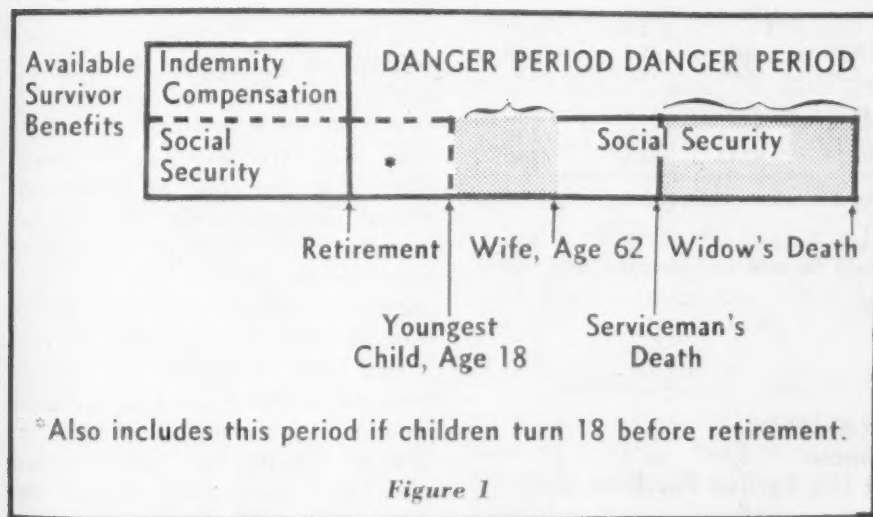 Available Survivor Benefits
Indemnity Compensation
Social Security
DANGER PERIOD DANGER PERIOD
*
Social Security
Retirement
Wife, Age 62
Widow's Death
Youngest Child, Age 18
Serviceman's Death
*Also includes this period if children turn 18 before retirement.
Figure 1